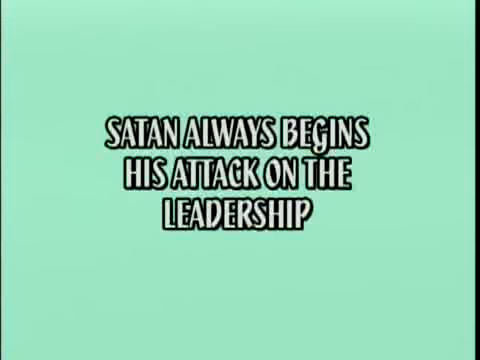 SATAN ALWAYS BEGINS
HIS ATTACK ON THE
LEADERSHIP